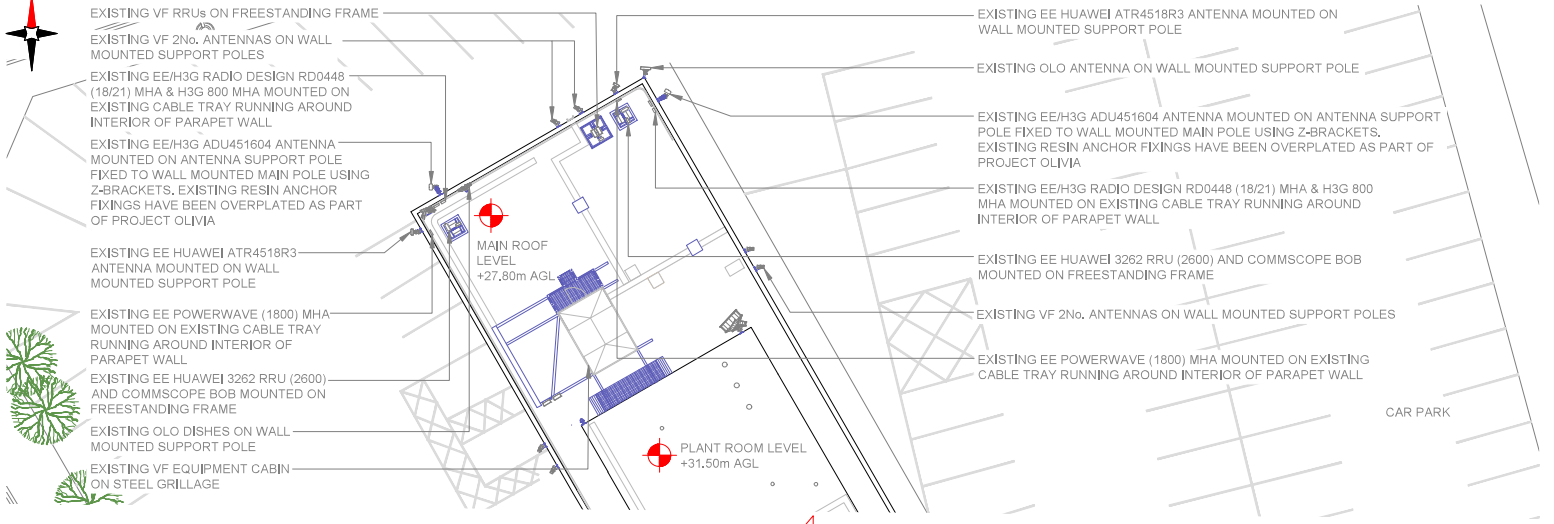 EXISTING VF RRUs ON FREESTANDING FRAME
EXISTING VF 2No. ANTENNAS ON WALL
MOUNTED SUPPORT POLES
EXISTING EE/H3G RADIO DESIGN RD0448
(18/21) MHA & H3G 800 MHA MOUNTED ON
EXISTING CABLE TRAY RUNNING AROUND
INTERIOR OF PARAPET WALL
EXISTING EE/H3G ADU451604 ANTENNA
MOUNTED ON ANTENNA SUPPORT POLE
FIXED TO WALL MOUNTED MAIN POLE USING
Z-BRACKETS. EXISTING RESIN ANCHOR
FIXINGS HAVE BEEN OVERPLATED AS PART
OF PROJECT OLIVIA
EXISTING EE HUAWEI ATR4518R3
ANTENNA MOUNTED ON WALL
MOUNTED SUPPORT POLE
EXISTING EE POWERWAVE (1800) MHA
MOUNTED ON EXISTING CABLE TRAY
RUNNING AROUND INTERIOR OF
PARAPET WALL
EXISTING EE HUAWEI 3262 RRU (2600)
AND COMMSCOPE BOB MOUNTED ON
FREESTANDING FRAME
EXISTING OLO DISHES ON WALL
MOUNTED SUPPORT POLE
EXISTING VF EQUIPMENT CABIN
ON STEEL GRILLAGE
MAIN ROOF
LEVEL
+27.80m AGL
PLANT ROOM LEVEL
+31.50m AGL
EXISTING EE HUAWEI ATR4518R3 ANTENNA MOUNTED ON
WALL MOUNTED SUPPORT POLE
EXISTING OLO ANTENNA ON WALL MOUNTED SUPPORT POLE
EXISTING EE/H3G ADU451604 ANTENNA MOUNTED ON ANTENNA SUPPORT
POLE FIXED TO WALL MOUNTED MAIN POLE USING Z-BRACKETS.
EXISTING RESIN ANCHOR FIXINGS HAVE BEEN OVERPLATED AS PART OF
PROJECT OLIVIA
EXISTING EE/H3G RADIO DESIGN RD0448 (18/21) MHA & H3G 800
MHA MOUNTED ON EXISTING CABLE TRAY RUNNING AROUND
INTERIOR OF PARAPET WALL
EXISTING EE HUAWEI 3262 RRU (2600) AND COMMSCOPE BOB
MOUNTED ON FREESTANDING FRAME
EXISTING VF 2No. ANTENNAS ON WALL MOUNTED SUPPORT POLES
EXISTING EE POWERWAVE (1800) MHA MOUNTED ON EXISTING
CABLE TRAY RUNNING AROUND INTERIOR OF PARAPET WALL
CAR PARK